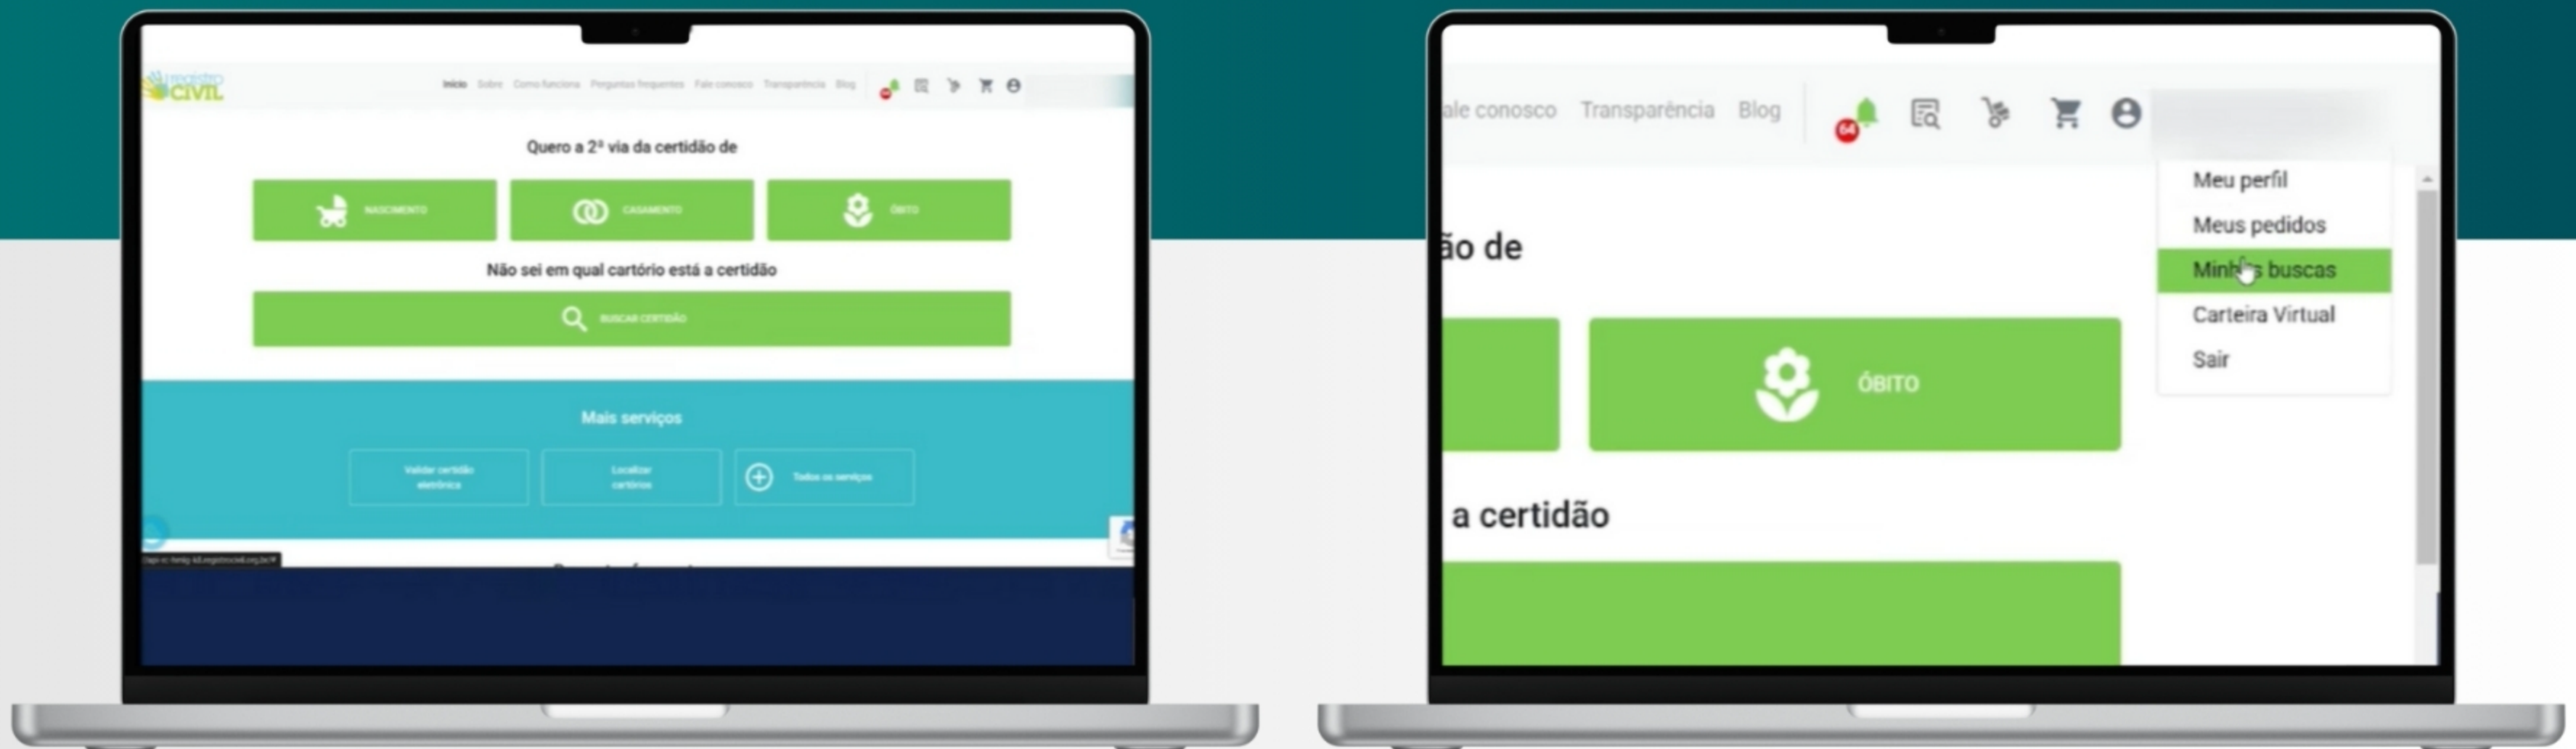 registro
CIVIL
Início Sobre Como funciona Perguntas frequentes Fale conosco Transparência Blog
Quero a 2ª via da certidão de
NASCIMENTO
CASAMENTO
ÓBITO
Não sei em qual cartório está a certidão
BUSCAR CERTIDÃO
Mais serviços
Validar certidão
eletrônica
Localizar
cartórios
Todos os serviços
ale conosco Transparência Blog
64
Meu perfil
Meus pedidos
Minhas buscas
Carteira Virtual
Sair
ão de
ÓBITO
a certidão